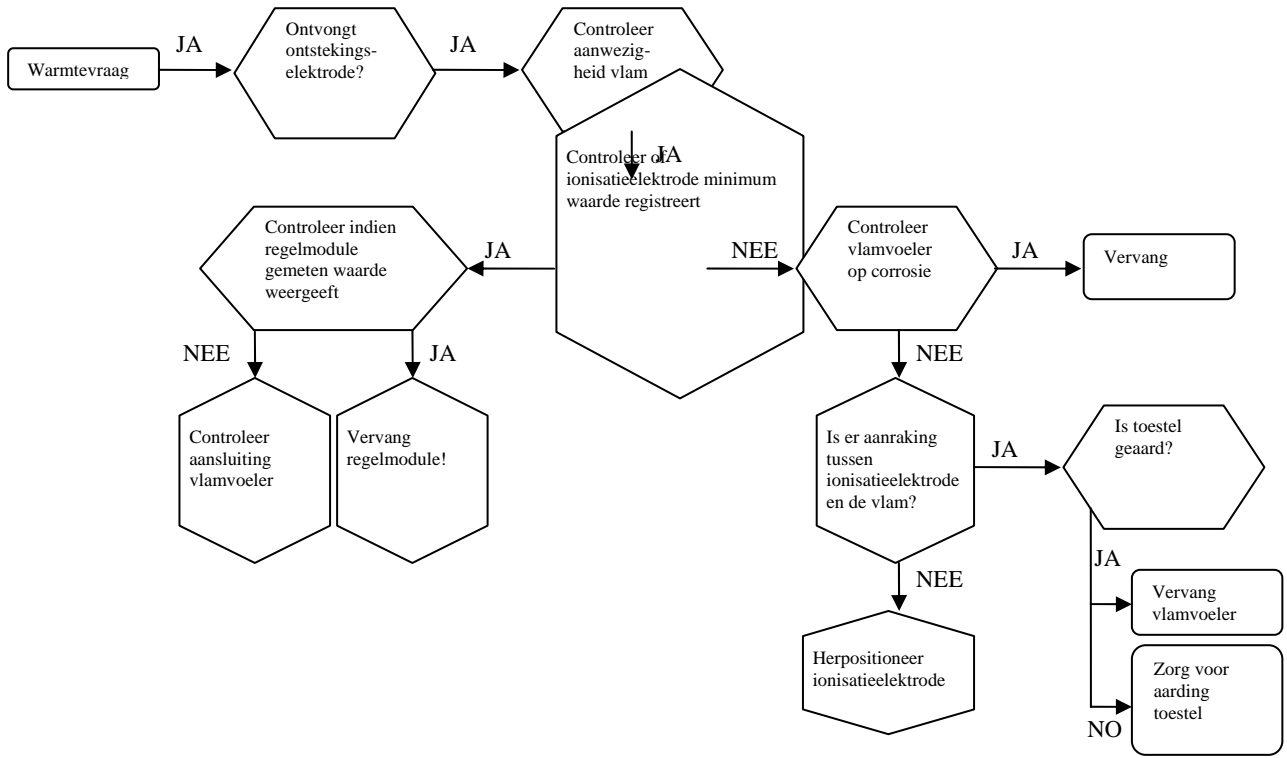 Warmtevraag
JA
Ontvongt
ontstekings-
elektrode?
JA
Controleer
aanwezig-
heid vlam
JA
Controleer of
ionisatieelektrode minimum
waarde registreert
JA
Controleer indien
regelmodule
gemeten waarde
weergeeft
NEE
Controleer
aansluiting
vlamvoeler
JA
Vervang
regelmodule!
NEE
Controleer
vlamvoeler
op corrosie
JA
Vervang
NEE
Is er aanraking
tussen
ionisatieelektrode
en de vlam?
JA
Is toestel
geaard?
JA
Vervang
vlamvoeler
NO
Zorg voor
aarding
toestel
NEE
Herpositioneer
ionisatieelektrode